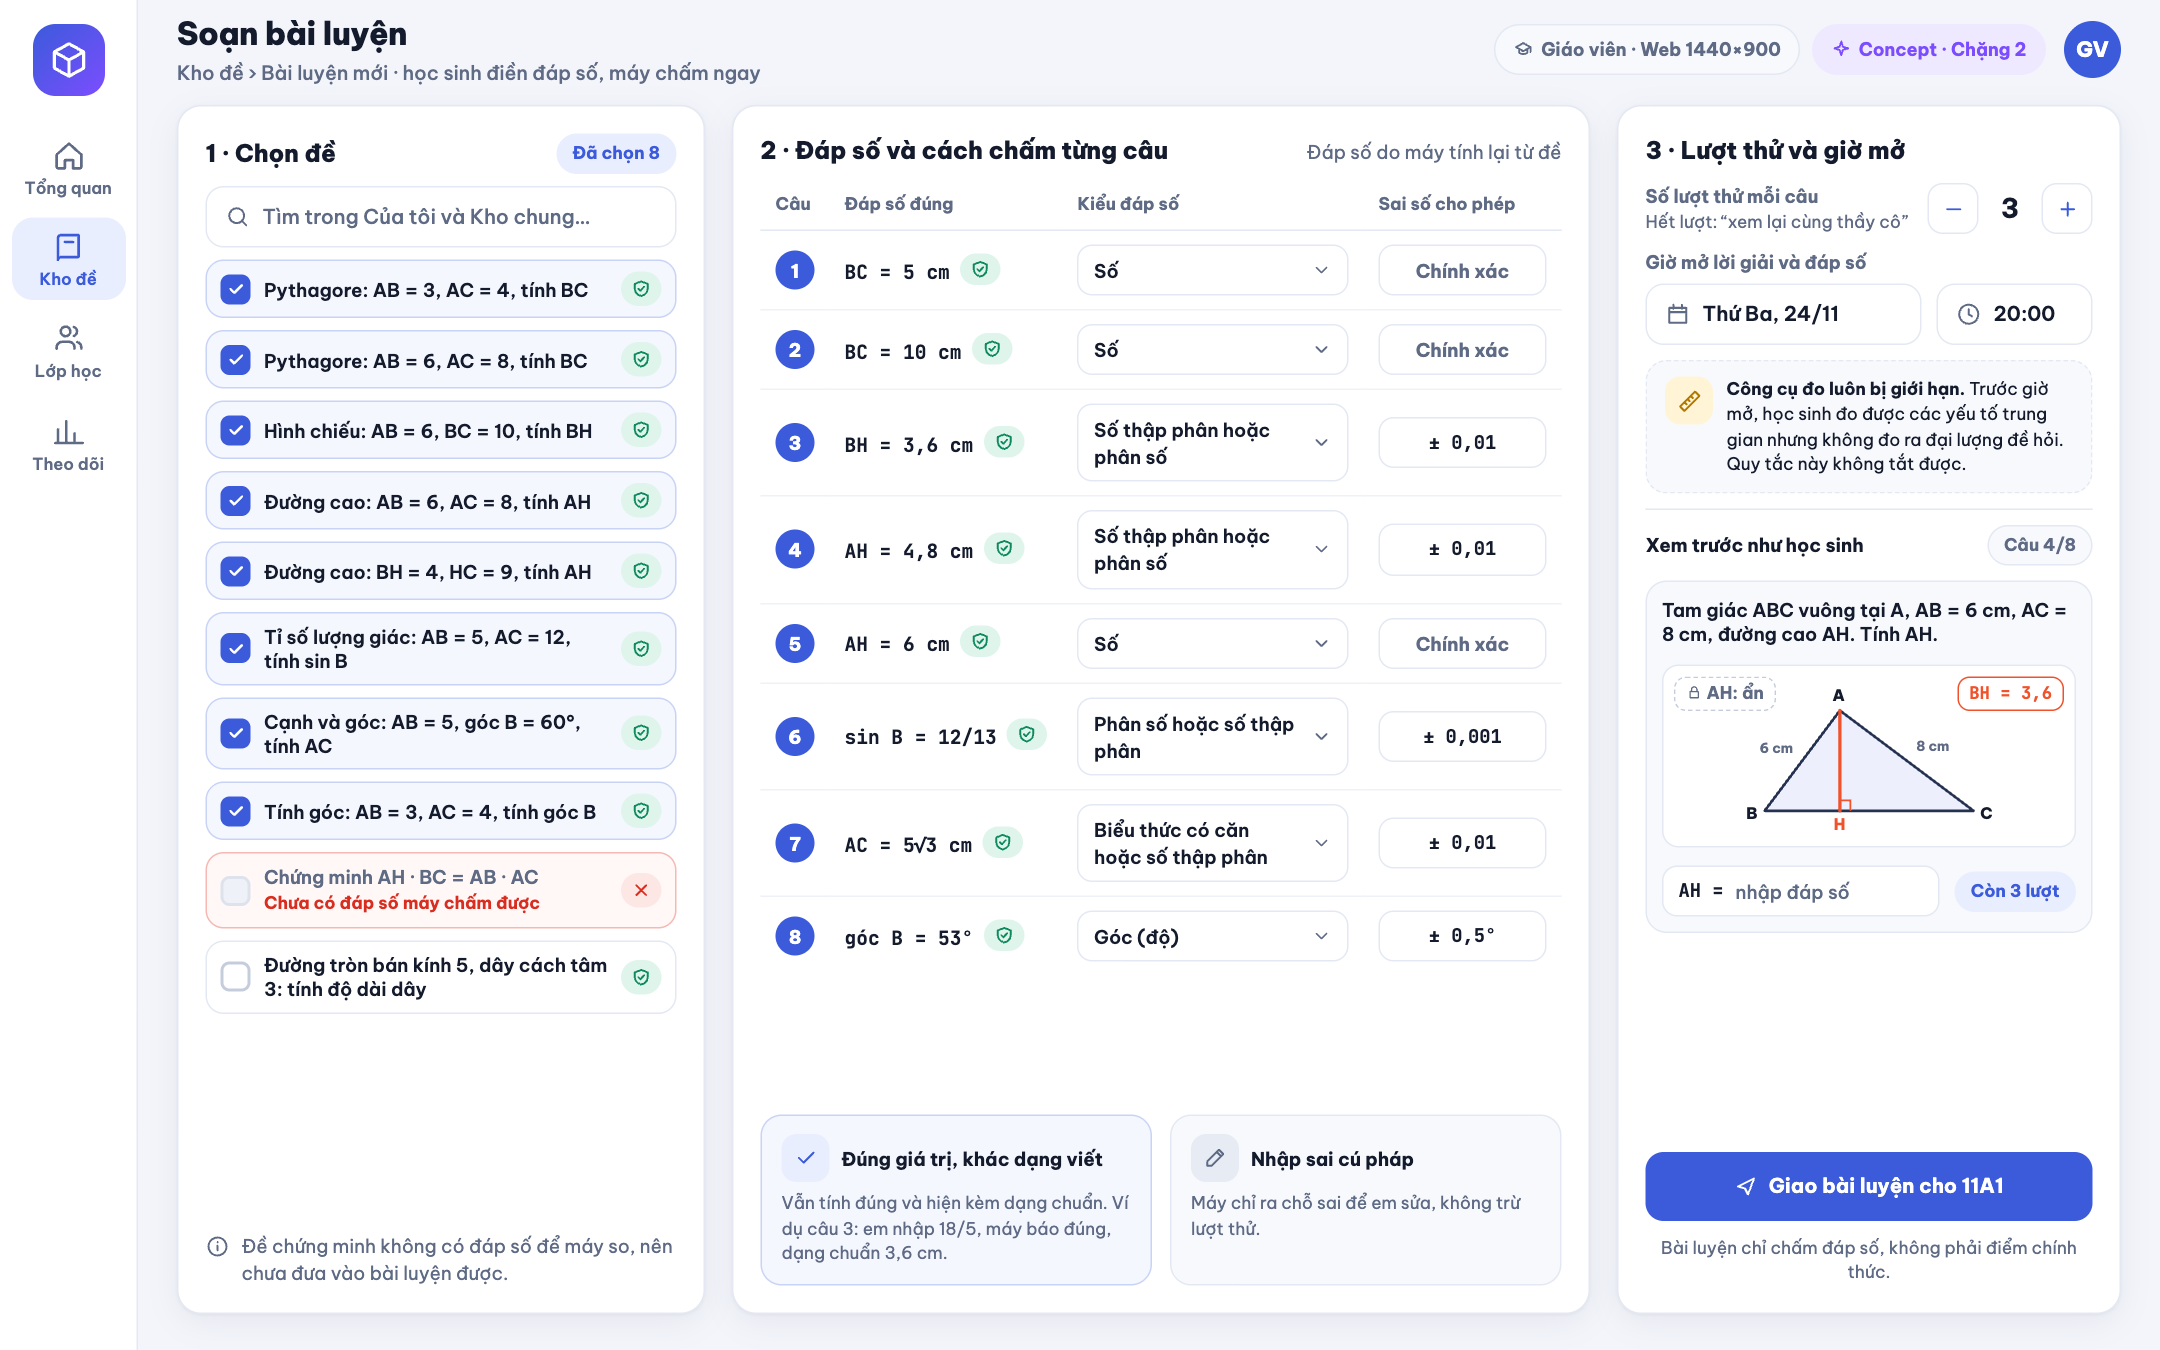 Soạn bài luyện
Kho đề › Bài luyện mới · học sinh điền đáp số, máy chấm ngay
Giáo viên · Web 1440×900
Concept · Chặng 2
GV
Tổng quan
Kho đề
Lớp học
Theo dõi
1 · Chọn đề
Đã chọn 8
Tìm trong Của tôi và Kho chung...
Pythagore: AB = 3, AC = 4, tính BC
Pythagore: AB = 6, AC = 8, tính BC
Hình chiếu: AB = 6, BC = 10, tính BH
Đường cao: AB = 6, AC = 8, tính AH
Đường cao: BH = 4, HC = 9, tính AH
Tỉ số lượng giác: AB = 5, AC = 12,
tính sin B
Cạnh và góc: AB = 5, góc B = 60°,
tính AC
Tính góc: AB = 3, AC = 4, tính góc B
Chứng minh AH · BC = AB · AC
Chưa có đáp số máy chấm được
Đường tròn bán kính 5, dây cách tâm
3: tính độ dài dây
Đề chứng minh không có đáp số để máy so, nên
chưa đưa vào bài luyện được.
2 · Đáp số và cách chấm từng câu
Đáp số do máy tính lại từ đề
Câu
Đáp số đúng
Kiểu đáp số
Sai số cho phép
1
BC = 5 cm
Số
Chính xác
2
BC = 10 cm
Số
Chính xác
3
BH = 3,6 cm
Số thập phân hoặc
phân số
± 0,01
4
AH = 4,8 cm
Số thập phân hoặc
phân số
± 0,01
5
AH = 6 cm
Số
Chính xác
6
sin B = 12/13
Phân số hoặc số thập
phân
± 0,001
7
AC = 5√3 cm
Biểu thức có căn
hoặc số thập phân
± 0,01
8
góc B = 53°
Góc (độ)
± 0,5°
Đúng giá trị, khác dạng viết
Vẫn tính đúng và hiện kèm dạng chuẩn. Ví
dụ câu 3: em nhập 18/5, máy báo đúng,
dạng chuẩn 3,6 cm.
Nhập sai cú pháp
Máy chỉ ra chỗ sai để em sửa, không trừ
lượt thử.
3 · Lượt thử và giờ mở
Số lượt thử mỗi câu
Hết lượt: “xem lại cùng thầy cô”
3
Giờ mở lời giải và đáp số
Thứ Ba, 24/11
20:00
Công cụ đo luôn bị giới hạn. Trước giờ
mở, học sinh đo được các yếu tố trung
gian nhưng không đo ra đại lượng đề hỏi.
Quy tắc này không tắt được.
Xem trước như học sinh
Câu 4/8
Tam giác ABC vuông tại A, AB = 6 cm, AC =
8 cm, đường cao AH. Tính AH.
AH: ẩn
A
BH = 3,6
6 cm
8 cm
B
C
H
AH =
nhập đáp số
Còn 3 lượt
Giao bài luyện cho 11A1
Bài luyện chỉ chấm đáp số, không phải điểm chính
thức.